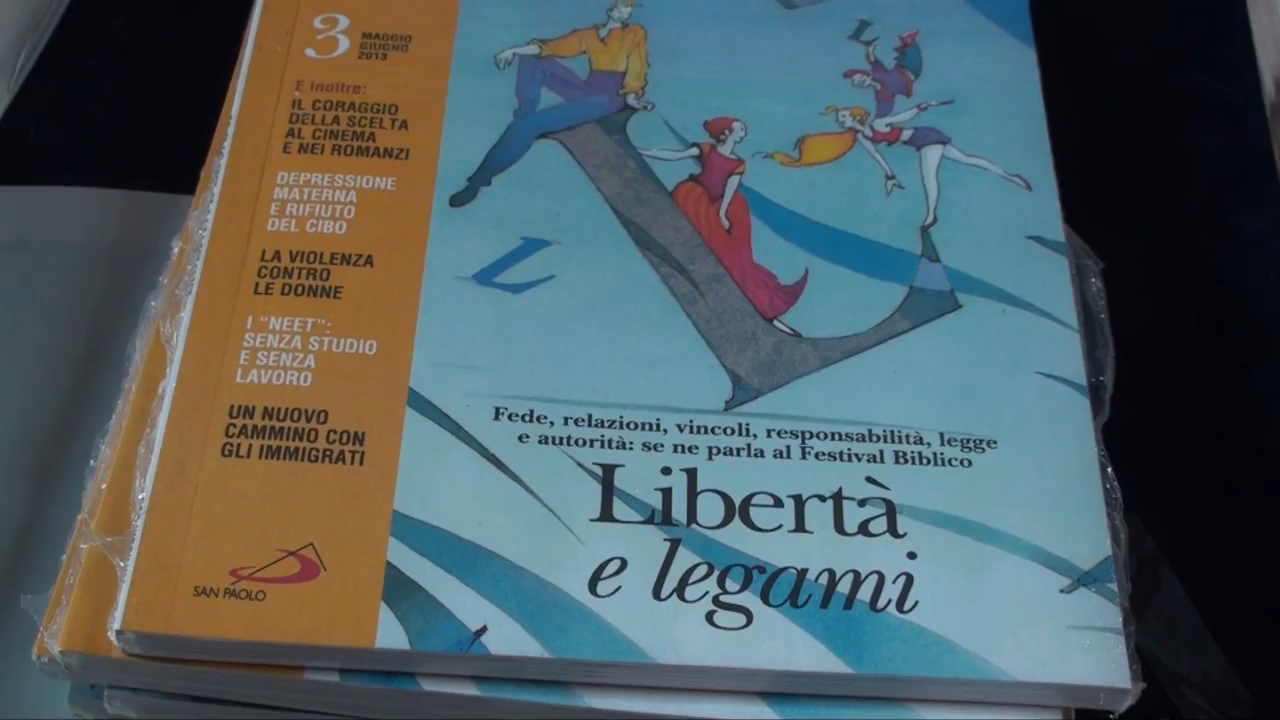 3
MAGGIO
GIUGNO
2013
E inoltre:
IL CORAGGIO
DELLA SCELTA
AL CINEMA
E NEI ROMANZI
DEPRESSIONE
MATERNA
E RIFIUTO
DEL CIBO
LA VIOLENZA
CONTRO
LE DONNE
I “NEET”:
SENZA STUDIO
E SENZA
LAVORO
UN NUOVO
CAMMINO CON
GLI IMMIGRATI
SAN PAOLO
L
L
Fede, relazioni, vincoli, responsabilità, legge
e autorità: se ne parla al Festival Biblico
Libertà
e legami